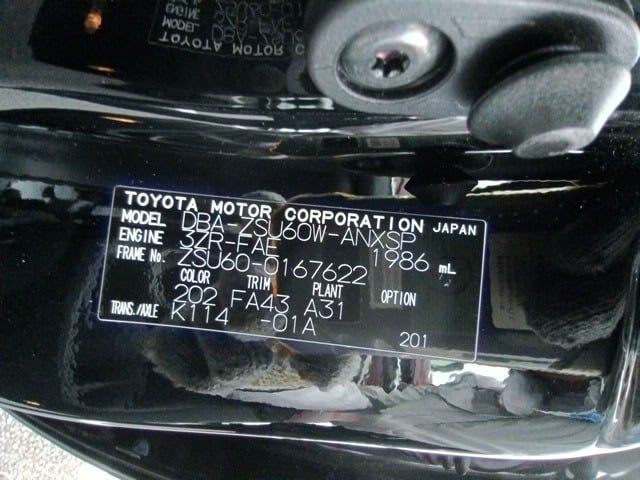 TOYOTA MOTOR CORPORATION JAPAN
MODEL DBA-ZSU60W-ANXSP
ENGINE 3ZR-FAE 1986 mL
FRAME No. ZSU60-0167622
COLOR TRIM PLANT OPTION
202 FA43 A31
TRANS./AXLE K114 -01A
201